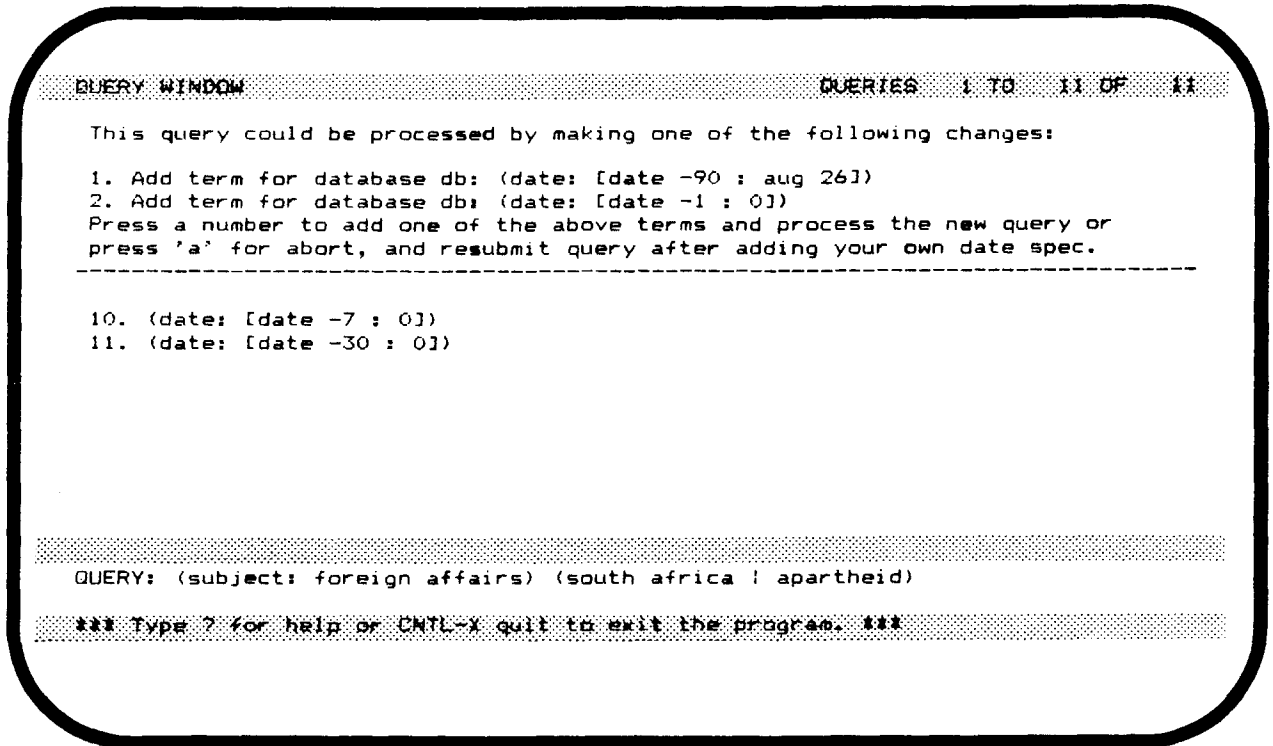 QUERY WINDOW QUERIES 1 TO 11 OF 11
This query could be processed by making one of the following changes:
1. Add term for database db: (date: [date -90 : aug 26])
2. Add term for database db: (date: [date -1 : 0])
Press a number to add one of the above terms and process the new query or
press 'a' for abort, and resubmit query after adding your own date spec.
--------------------------------------------------------------------------------
10. (date: [date -7 : 0])
11. (date: [date -30 : 0])
QUERY: (subject: foreign affairs) (south africa | apartheid)
*** Type ? for help or CNTL-X quit to exit the program. ***